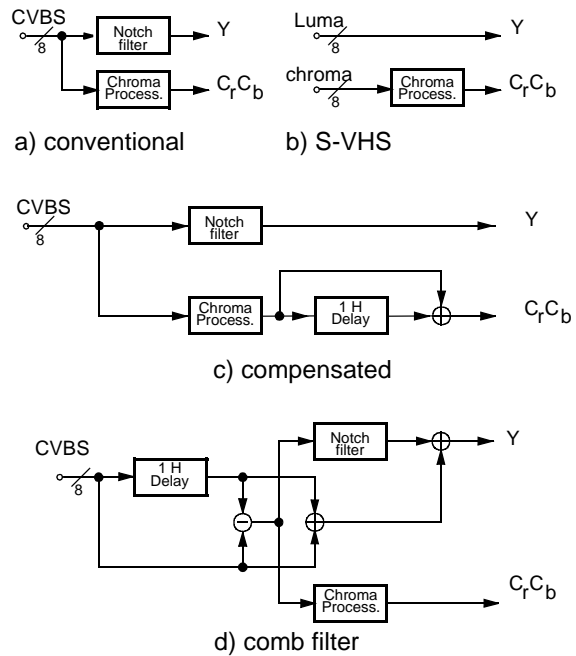 CVBS
8
Notch
filter
Y
Chroma
Process.
CrCb
a) conventional
Luma
8
Y
chroma
8
Chroma
Process.
CrCb
b) S-VHS
CVBS
8
Notch
filter
Y
Chroma
Process.
1 H
Delay
CrCb
c) compensated
CVBS
8
1 H
Delay
Notch
filter
Y
Chroma
Process.
CrCb
d) comb filter